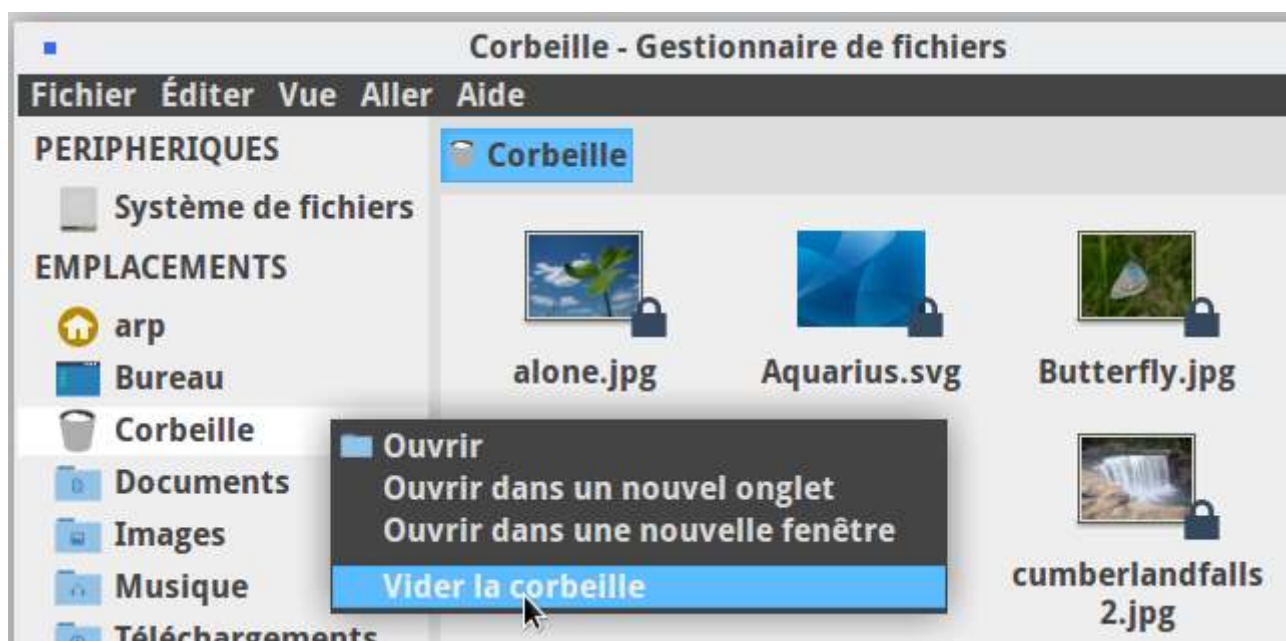 Corbeille - Gestionnaire de fichiers
Fichier Éditer Vue Aller Aide
PERIPHERIQUES
Système de fichiers
EMPLACEMENTS
arp
Bureau
Corbeille
Documents
Images
Musique
Téléchargements
Corbeille
alone.jpg
Aquarius.svg
Butterfly.jpg
cumberlandfalls
2.jpg
Ouvrir
Ouvrir dans un nouvel onglet
Ouvrir dans une nouvelle fenêtre
Vider la corbeille